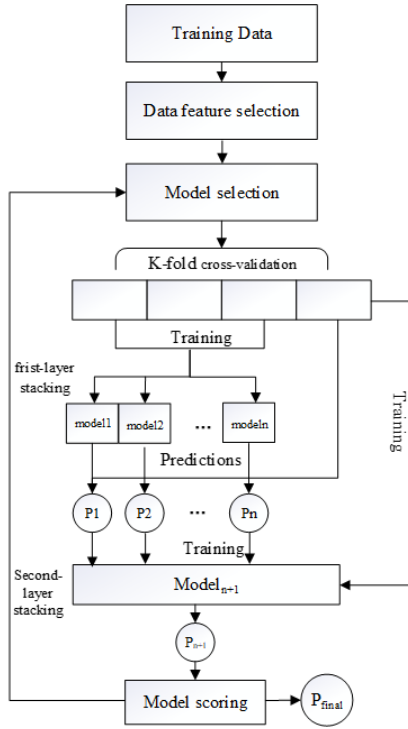 Training Data
Data feature selection
Model selection
K-fold cross-validation
Training
frist-layer
stacking
model1 model2 ... modeln
Training
Predictions
P1 P2 ... Pn
Training
Second-
layer
stacking
Modeln+1
Pn+1
Model scoring
Pfinal